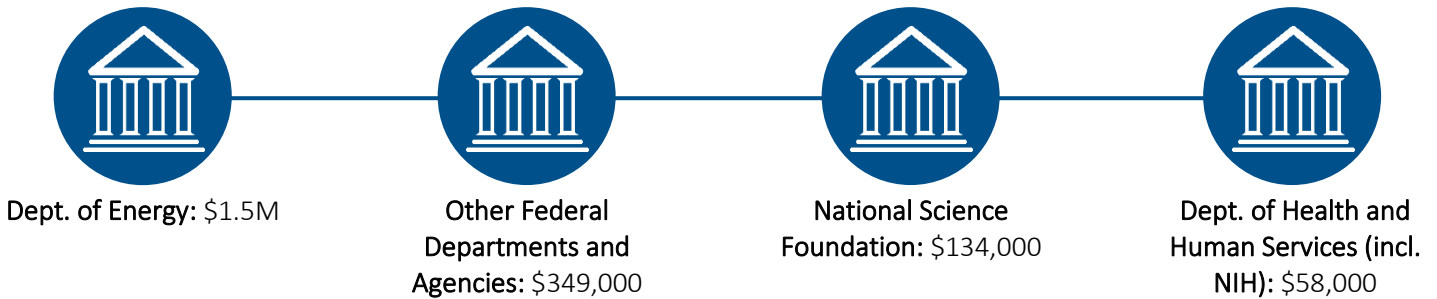 Dept. of Energy: $1.5M
Other Federal
Departments and
Agencies: $349,000
National Science
Foundation: $134,000
Dept. of Health and
Human Services (incl.
NIH): $58,000